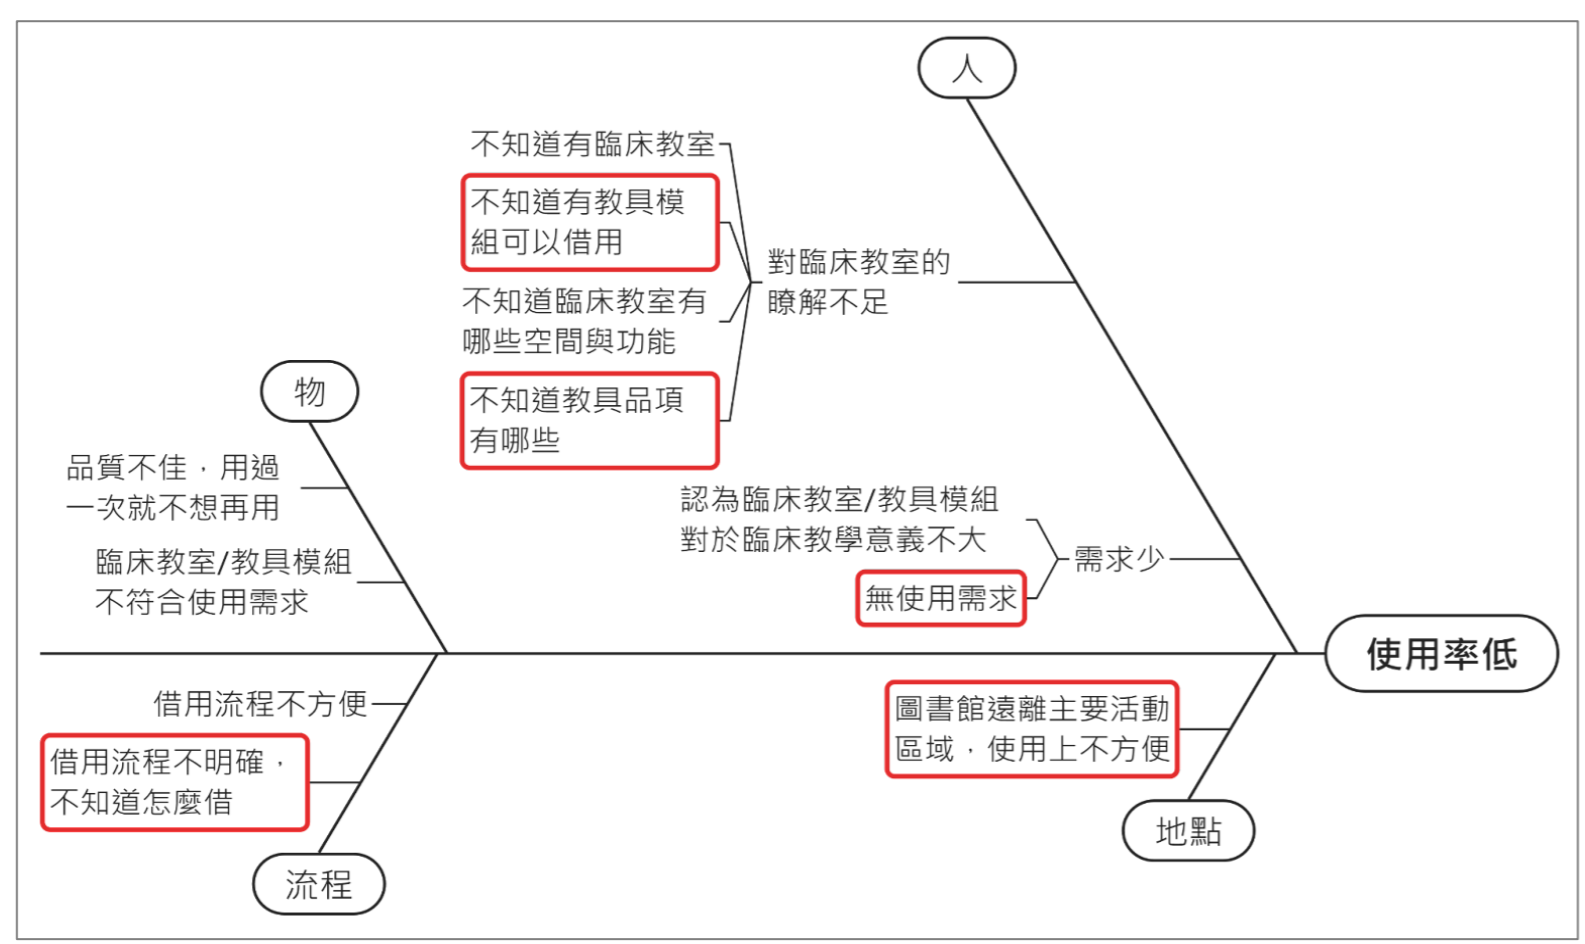 人
不知道有臨床教室
不知道有教具模
組可以借用
不知道臨床教室有
哪些空間與功能
不知道教具品項
有哪些
對臨床教室的
瞭解不足
認為臨床教室/教具模組
對於臨床教學意義不大
無使用需求
需求少
物
品質不佳，用過
一次就不想再用
臨床教室/教具模組
不符合使用需求
使用率低
借用流程不方便
借用流程不明確，
不知道怎麼借
流程
圖書館遠離主要活動
區域，使用上不方便
地點